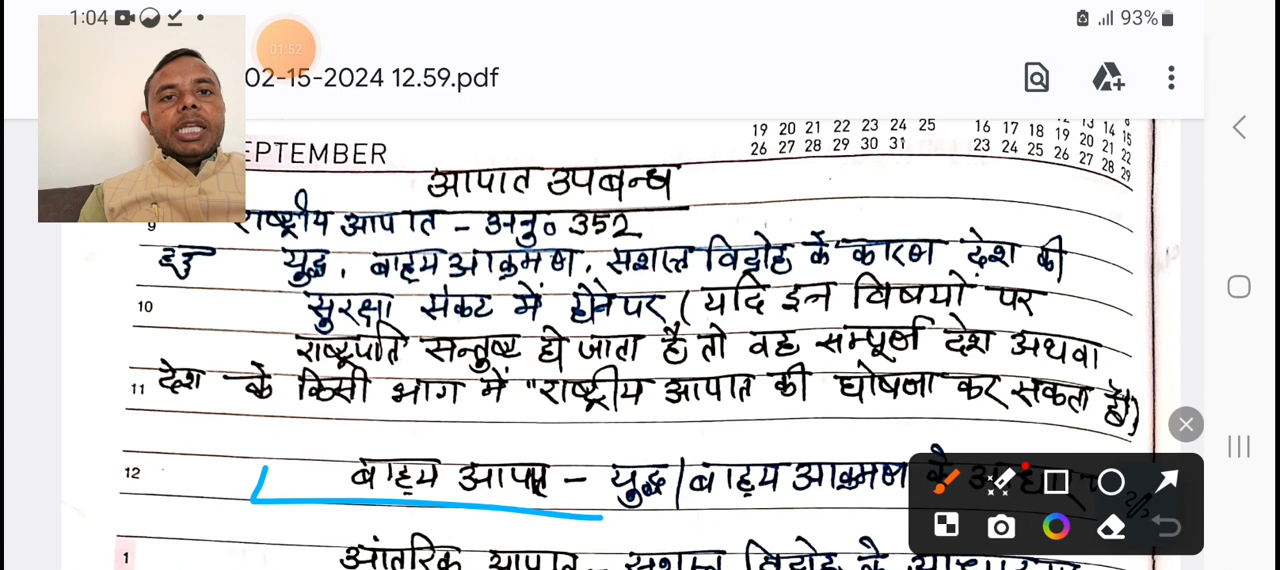 1:04
93%
01:52
02-15-2024 12.59.pdf
EPTEMBER
19 20 21 22 23 24 25
26 27 28 29 30 31
16 17 18 19 20 21 22
23 24 25 26 27 28 29
आपात उपबन्ध
9
राष्ट्रीय आपात - अनु० 352
युद्ध, बाह्य आक्रमण, सशस्त्र विद्रोह के कारण देश की
10 सुरक्षा संकट में होने पर (यदि इन विषयों पर
राष्ट्रपति सन्तुष्ट हो जाता है तो वह सम्पूर्ण देश अथवा
11 देश के किसी भाग में "राष्ट्रीय आपात की घोषणा कर सकता है)
12 बाह्य आपात - युद्ध/बाह्य आक्रमण के
1 आंतरिक आपात - सशस्त्र विद्रोह के